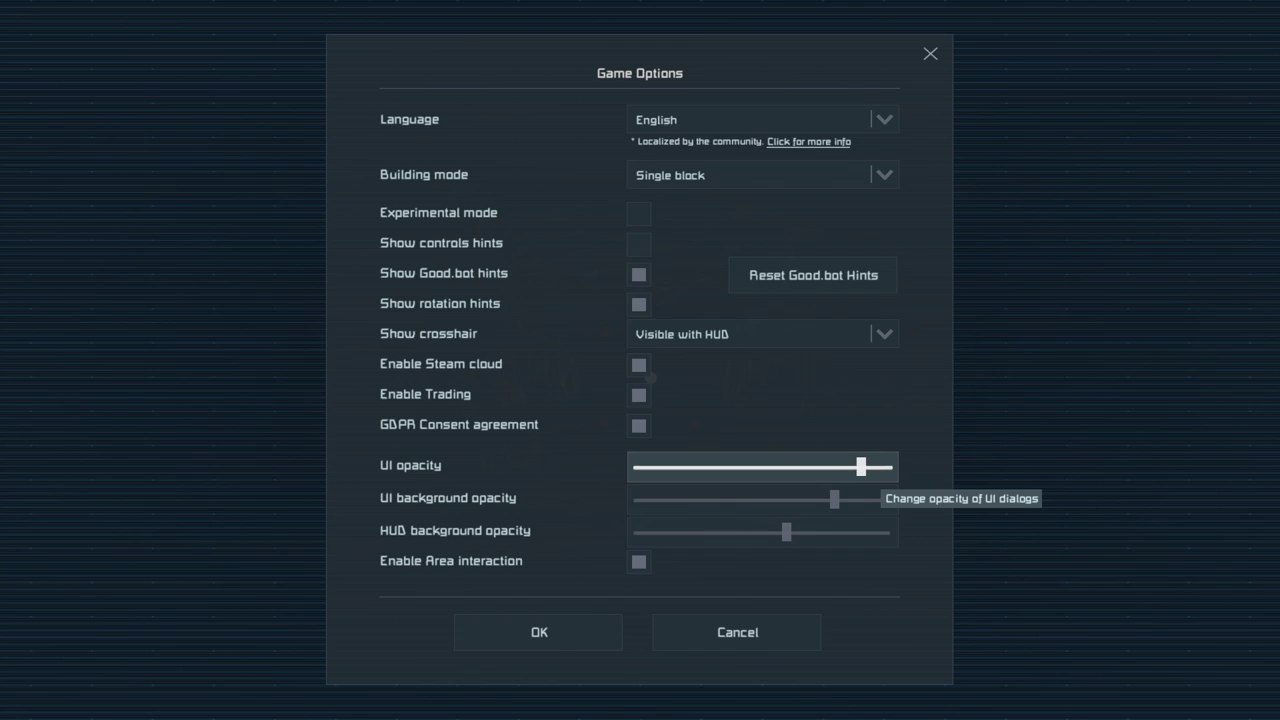 Game Options
Language
English
* Localized by the community. Click for more info
Building mode
Single block
Experimental mode
Show controls hints
Show Good.bot hints
Reset Good.bot Hints
Show rotation hints
Show crosshair
Visible with HUD
Enable Steam cloud
Enable Trading
GDPR Consent agreement
UI opacity
UI background opacity
Change opacity of UI dialogs
HUD background opacity
Enable Area interaction
OK
Cancel